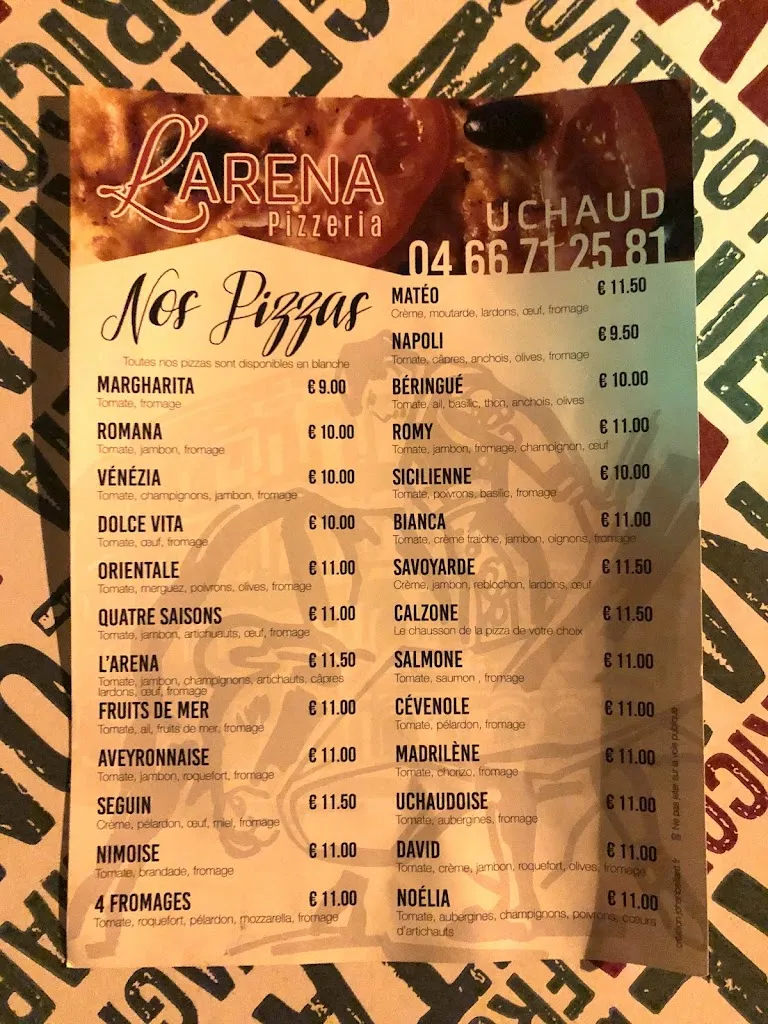 L'ARENA
Pizzeria
UCHAUD
04 66 71 25 81
Nos Pizzas
Toutes nos pizzas sont disponibles en blanche
MARGHARITA € 9.00
Tomate, fromage
ROMANA € 10.00
Tomate, jambon, fromage
VÉNÉZIA € 10.00
Tomate, champignons, jambon, fromage
DOLCE VITA € 10.00
Tomate, œuf, fromage
ORIENTALE € 11.00
Tomate, merguez, poivrons, olives, fromage
QUATRE SAISONS € 11.00
Tomate, jambon, artichuauts, œuf, fromage
L'ARENA € 11.50
Tomate, jambon, champignons, artichauts, câpres
lardons, œuf, fromage
FRUITS DE MER € 11.00
Tomate, ail, fruits de mer, fromage
AVEYRONNAISE € 11.00
Tomate, jambon, roquefort, fromage
SEGUIN € 11.50
Crème, pélardon, œuf, miel, fromage
NIMOISE € 11.00
Tomate, brandade, fromage
4 FROMAGES € 11.00
Tomate, roquefort, pélardon, mozzarella, fromage
MATÉO € 11.50
Crème, moutarde, lardons, œuf, fromage
NAPOLI € 9.50
Tomate, câpres, anchois, olives, fromage
BÉRINGUÉ € 10.00
Tomate, ail, basilic, thon, anchois, olives
ROMY € 11.00
Tomate, jambon, fromage, champignon, œuf
SICILIENNE € 10.00
Tomate, poivrons, basilic, fromage
BIANCA € 11.00
Tomate, crème fraiche, jambon, oignons, fromage
SAVOYARDE € 11.50
Crème, jambon, reblochon, lardons, œuf
CALZONE € 11.50
Le chausson de la pizza de votre choix
SALMONE € 11.00
Tomate, saumon , fromage
CÉVENOLE € 11.00
Tomate, pélardon, fromage
MADRILÈNE € 11.00
Tomate, chorizo, fromage
UCHAUDOISE € 11.00
Tomate, aubergines, fromage
DAVID € 11.00
Tomate, crème, jambon, roquefort, olives, fromage
NOÉLIA € 11.00
Tomate, aubergines, champignons, poivrons, cœurs
d'artichauts
Ne pas jeter sur la voie publique